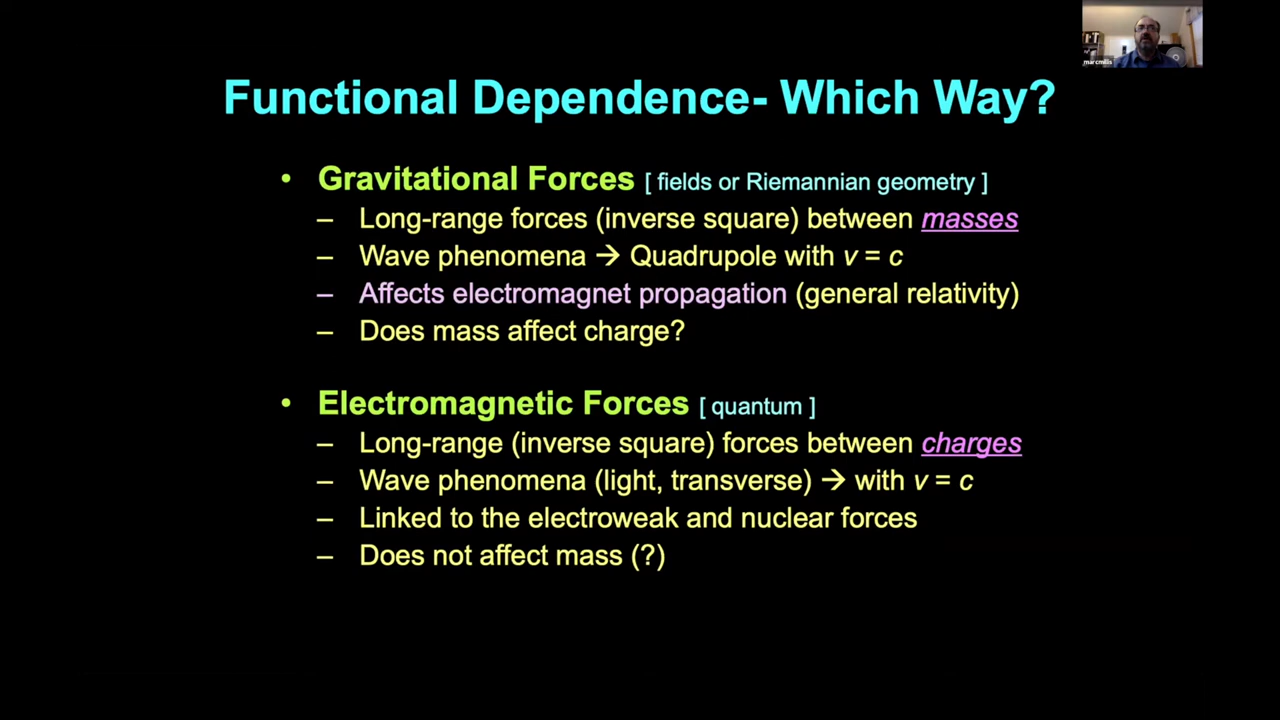 marcmillis
Functional Dependence- Which Way?
• Gravitational Forces [ fields or Riemannian geometry ]
– Long-range forces (inverse square) between masses
– Wave phenomena → Quadrupole with v = c
– Affects electromagnet propagation (general relativity)
– Does mass affect charge?
• Electromagnetic Forces [ quantum ]
– Long-range (inverse square) forces between charges
– Wave phenomena (light, transverse) → with v = c
– Linked to the electroweak and nuclear forces
– Does not affect mass (?)